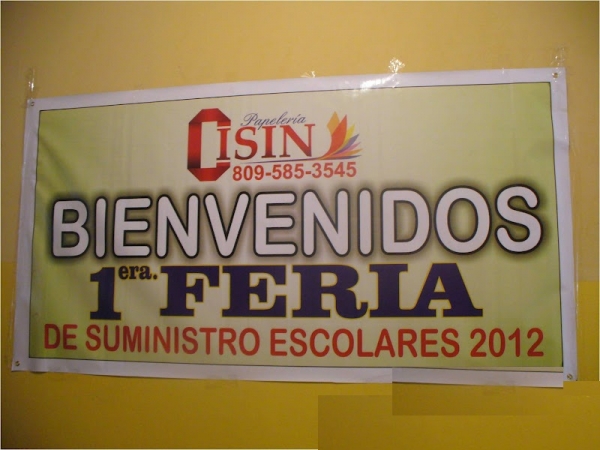 Papelería
CISIN
809-585-3545
BIENVENIDOS
1era. FERIA
DE SUMINISTRO ESCOLARES 2012